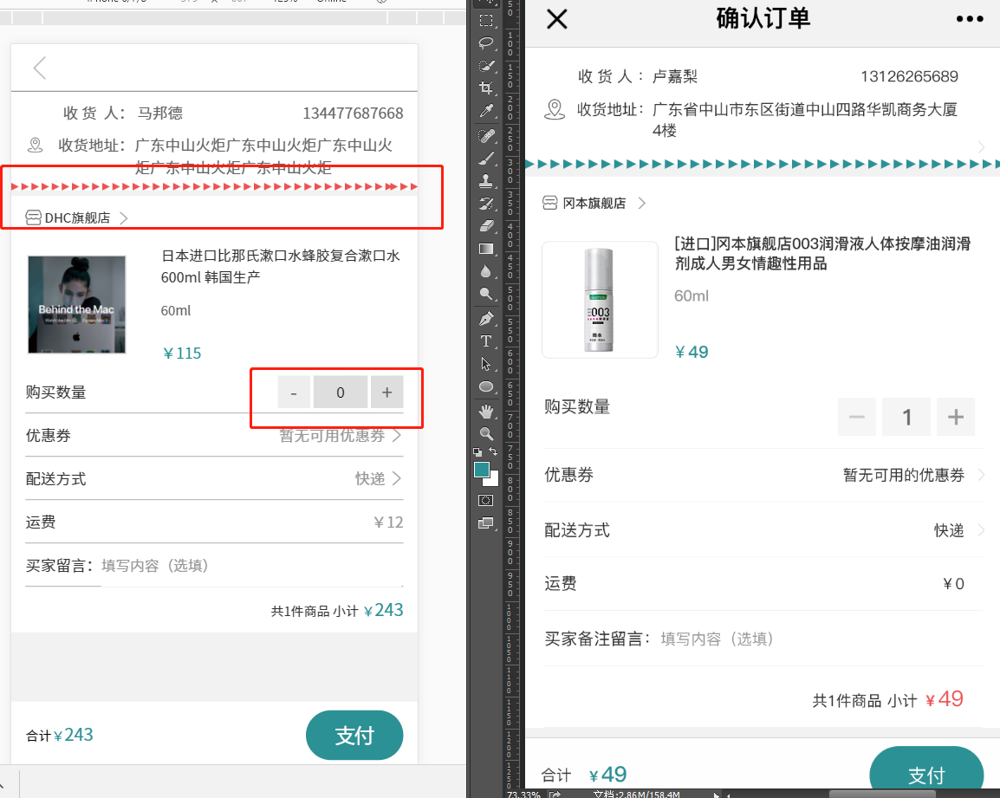 收 货 人： 马邦德 134477687668
收货地址： 广东中山火炬广东中山火炬广东中山火
炬广东中山火炬广东中山火炬
DHC旗舰店
日本进口比那氏漱口水蜂胶复合漱口水
600ml 韩国生产
Behind the Mac
60ml
￥115
购买数量 - 0 +
优惠券 暂无可用优惠券
配送方式 快递
运费 ￥12
买家留言： 填写内容（选填）
共1件商品 小计 ￥243
合计￥243 支付
确认订单
收 货 人： 卢嘉梨 13126265689
收货地址： 广东省中山市东区街道中山四路华凯商务大厦
4楼
冈本旗舰店
[进口]冈本旗舰店003润滑液人体按摩油润滑
剂成人男女情趣性用品
003
60ml
￥49
购买数量 － 1 ＋
优惠券 暂无可用的优惠券
配送方式 快递
运费 ￥0
买家备注留言： 填写内容（选填）
共1件商品 小计 ￥49
合计 ￥49 支付
73.33% 文档:2.86M/158.4M